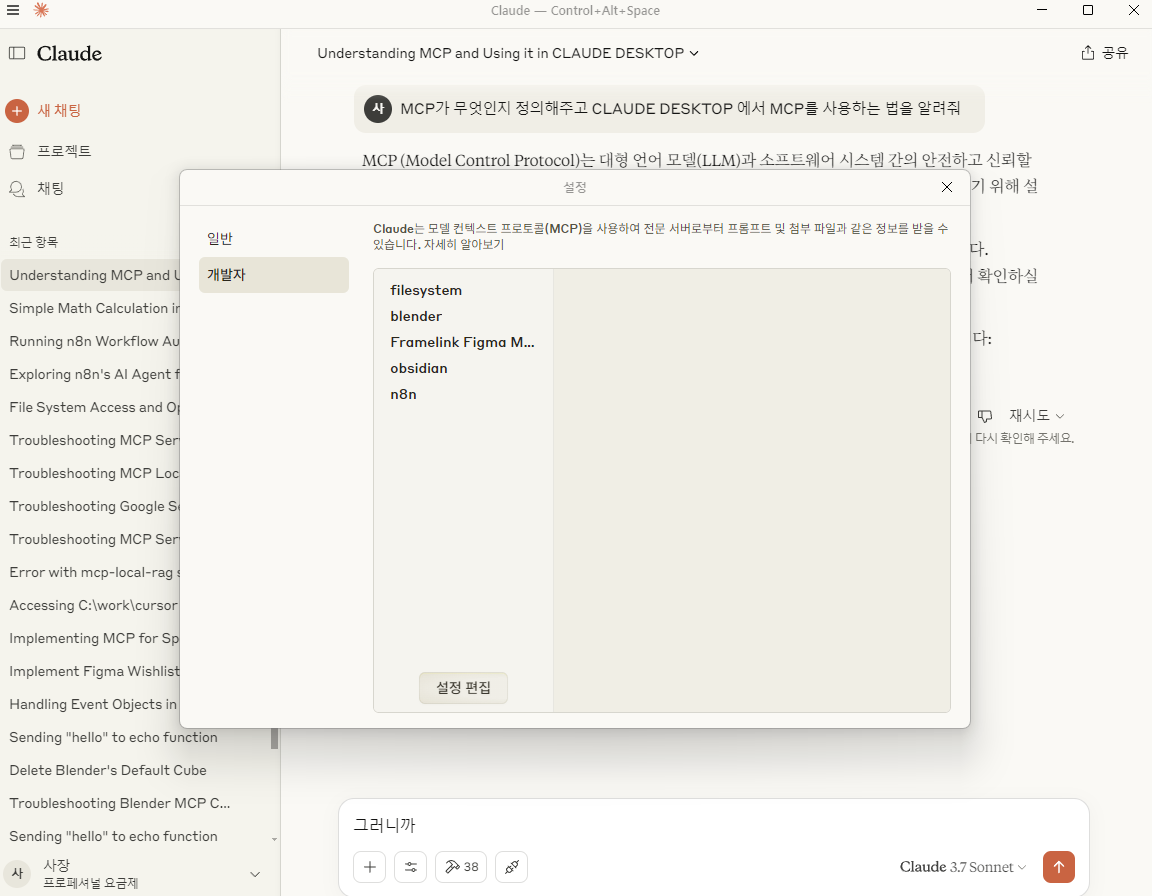 Claude — Control+Alt+Space
Claude
새 채팅
프로젝트
채팅
최근 항목
Understanding MCP and U
Simple Math Calculation in
Running n8n Workflow Au
Exploring n8n's AI Agent f
File System Access and Op
Troubleshooting MCP Ser
Troubleshooting MCP Loc
Troubleshooting Google Se
Troubleshooting MCP Ser
Error with mcp-local-rag s
Accessing C:\work\cursor
Implementing MCP for Sp
Implement Figma Wishlist
Handling Event Objects in
Sending "hello" to echo function
Delete Blender's Default Cube
Troubleshooting Blender MCP C...
Sending "hello" to echo function
사
사장
프로페셔널 요금제
Understanding MCP and Using it in CLAUDE DESKTOP
공유
사
MCP가 무엇인지 정의해주고 CLAUDE DESKTOP 에서 MCP를 사용하는 법을 알려줘
MCP (Model Control Protocol)는 대형 언어 모델(LLM)과 소프트웨어 시스템 간의 안전하고 신뢰할
기 위해 설
다.
확인하실
다:
재시도
다시 확인해 주세요.
설정
일반
개발자
Claude는 모델 컨텍스트 프로토콜(MCP)을 사용하여 전문 서버로부터 프롬프트 및 첨부 파일과 같은 정보를 받을 수
있습니다. 자세히 알아보기
filesystem
blender
Framelink Figma M...
obsidian
n8n
설정 편집
그러니까
38
Claude 3.7 Sonnet